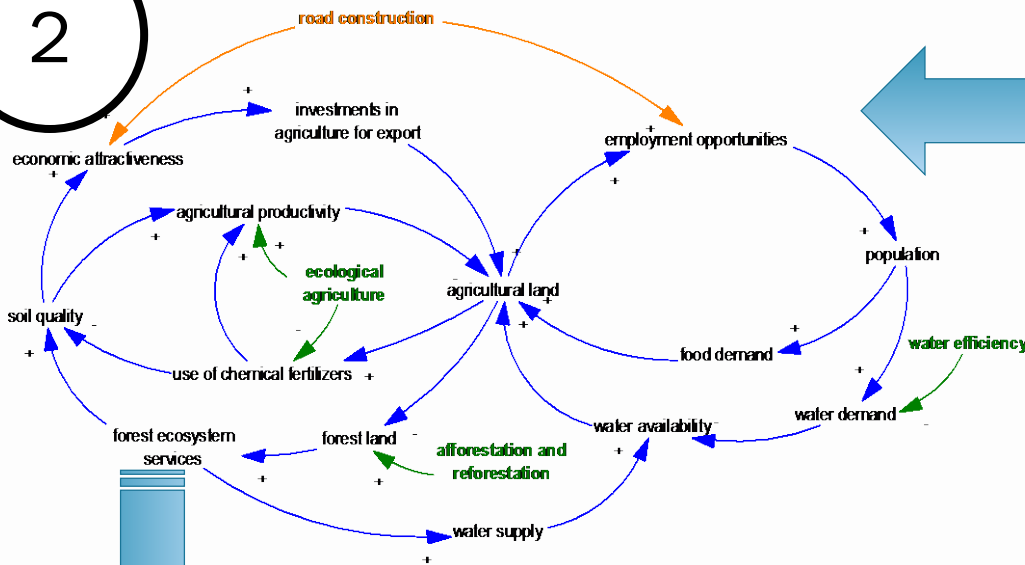 2
road construction
investments in
agriculture for export
employment opportunities
economic attractiveness
agricultural productivity
population
ecological
agriculture
agricultural land
soil quality
food demand
water efficiency
use of chemical fertilizers
water demand
water availability
forest ecosystem
services
forest land
afforestation and
reforestation
water supply